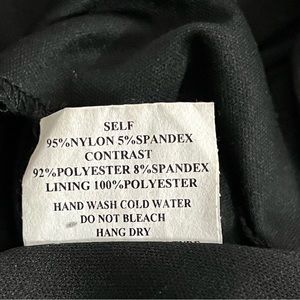 SELF
95%NYLON 5%SPANDEX
CONTRAST
92%POLYESTER 8%SPANDEX
LINING 100%POLYESTER
HAND WASH COLD WATER
DO NOT BLEACH
HANG DRY